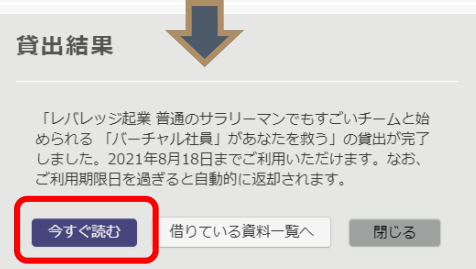 貸出結果
「レバレッジ起業 普通のサラリーマンでもすごいチームと始
められる 「バーチャル社員」があなたを救う」の貸出が完了
しました。2021年8月18日までご利用いただけます。なお、
ご利用期限日を過ぎると自動的に返却されます。
今すぐ読む 借りている資料一覧へ 閉じる